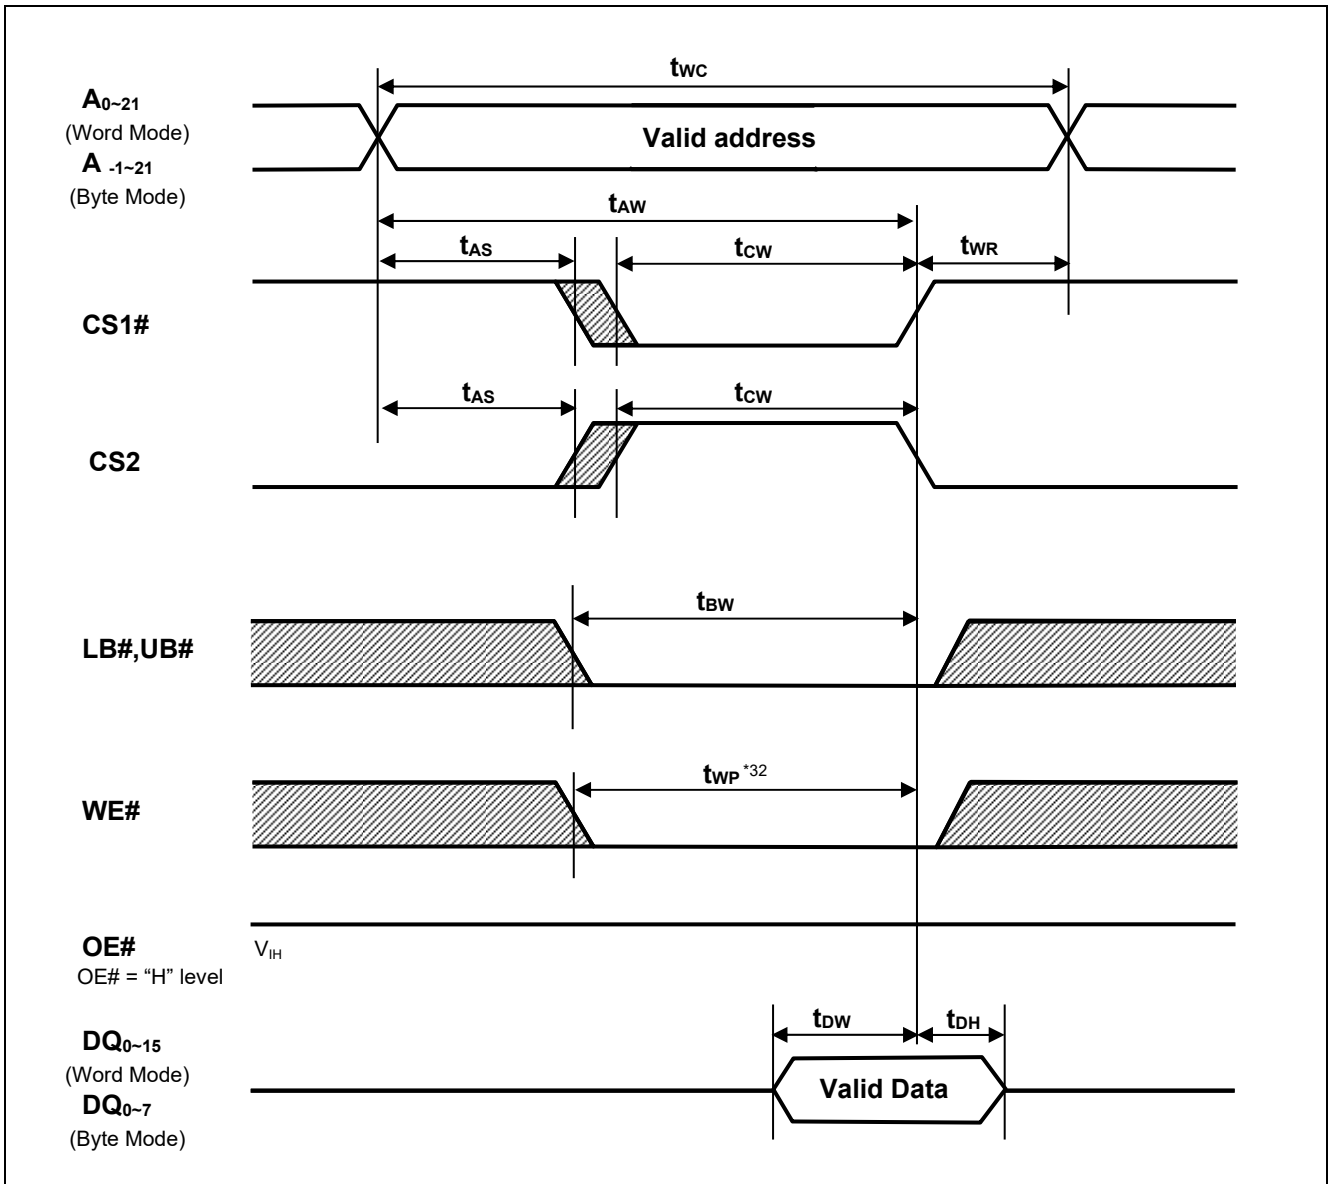 tWC
A0~21
(Word Mode)
Valid address
A -1~21
(Byte Mode)
tAW
tAS
tCW
tWR
CS1#
tAS
tCW
CS2
tBW
LB#,UB#
tWP *32
WE#
OE#
VIH
OE# = “H” level
tDW
tDH
DQ0~15
(Word Mode)
Valid Data
DQ0~7
(Byte Mode)